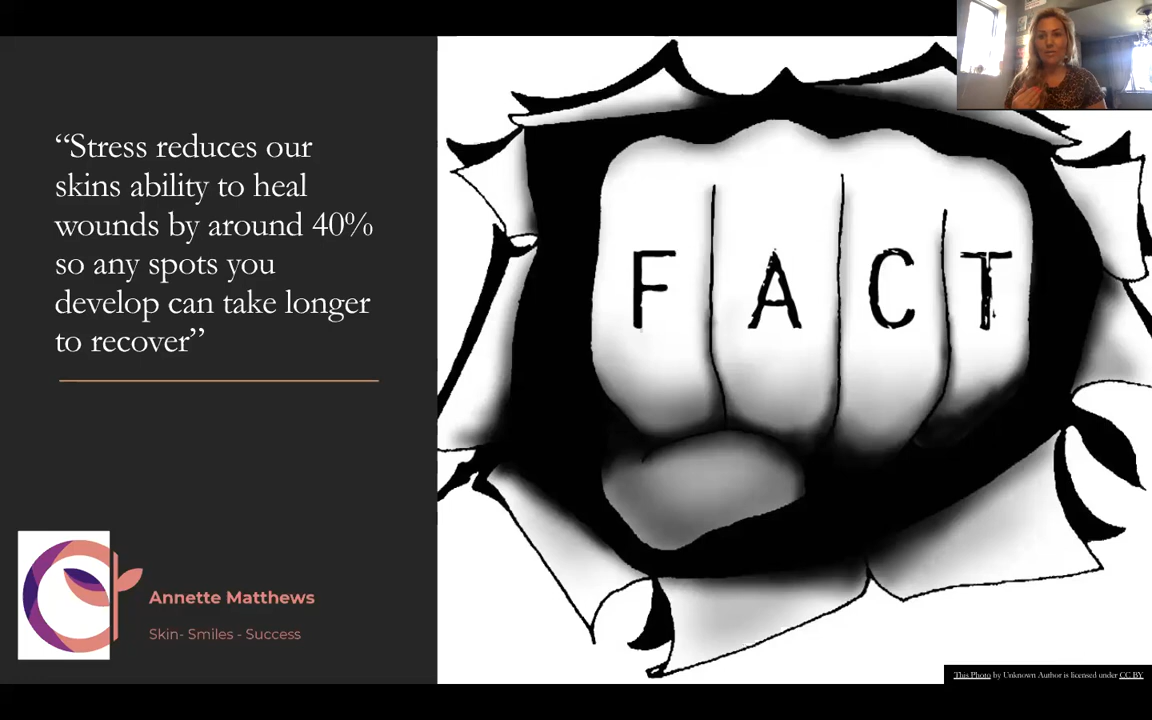 “Stress reduces our
skins ability to heal
wounds by around 40%
so any spots you
develop can take longer
to recover”
FACT
Annette Matthews
Skin- Smiles - Success
This Photo by Unknown Author is licensed under CC BY